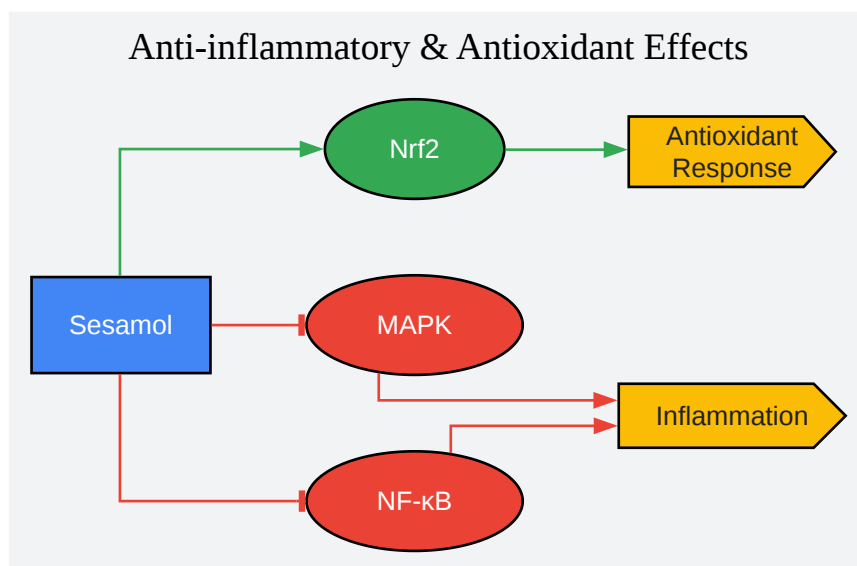 Anti-inflammatory & Antioxidant Effects
Nrf2
Antioxidant
Response
Sesamol
MAPK
Inflammation
NF-κB